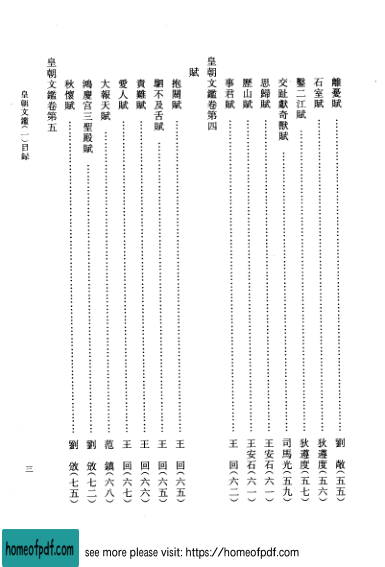 離憂賦………劉　敞（五五）
石室賦………狄遵度（五六）
鑿二江賦………狄遵度（五七）
交趾獻奇獸賦………司馬光（五九）
思歸賦………王安石（六一）
歷山賦………王安石（六一）
事君賦………王　回（六二）
皇朝文鑑卷第四
賦
抱關賦………王　回（六五）
駟不及舌賦………王　回（六五）
責難賦………王　回（六六）
愛人賦………王　回（六七）
大報天賦………范　鎮（六八）
鴻慶宮三聖殿賦………劉　攽（七二）
秋懷賦………劉　攽（七五）
皇朝文鑑卷第五
皇朝文鑑（一）目録
三
homeofpdf.com
see more please visit: https://homeofpdf.com